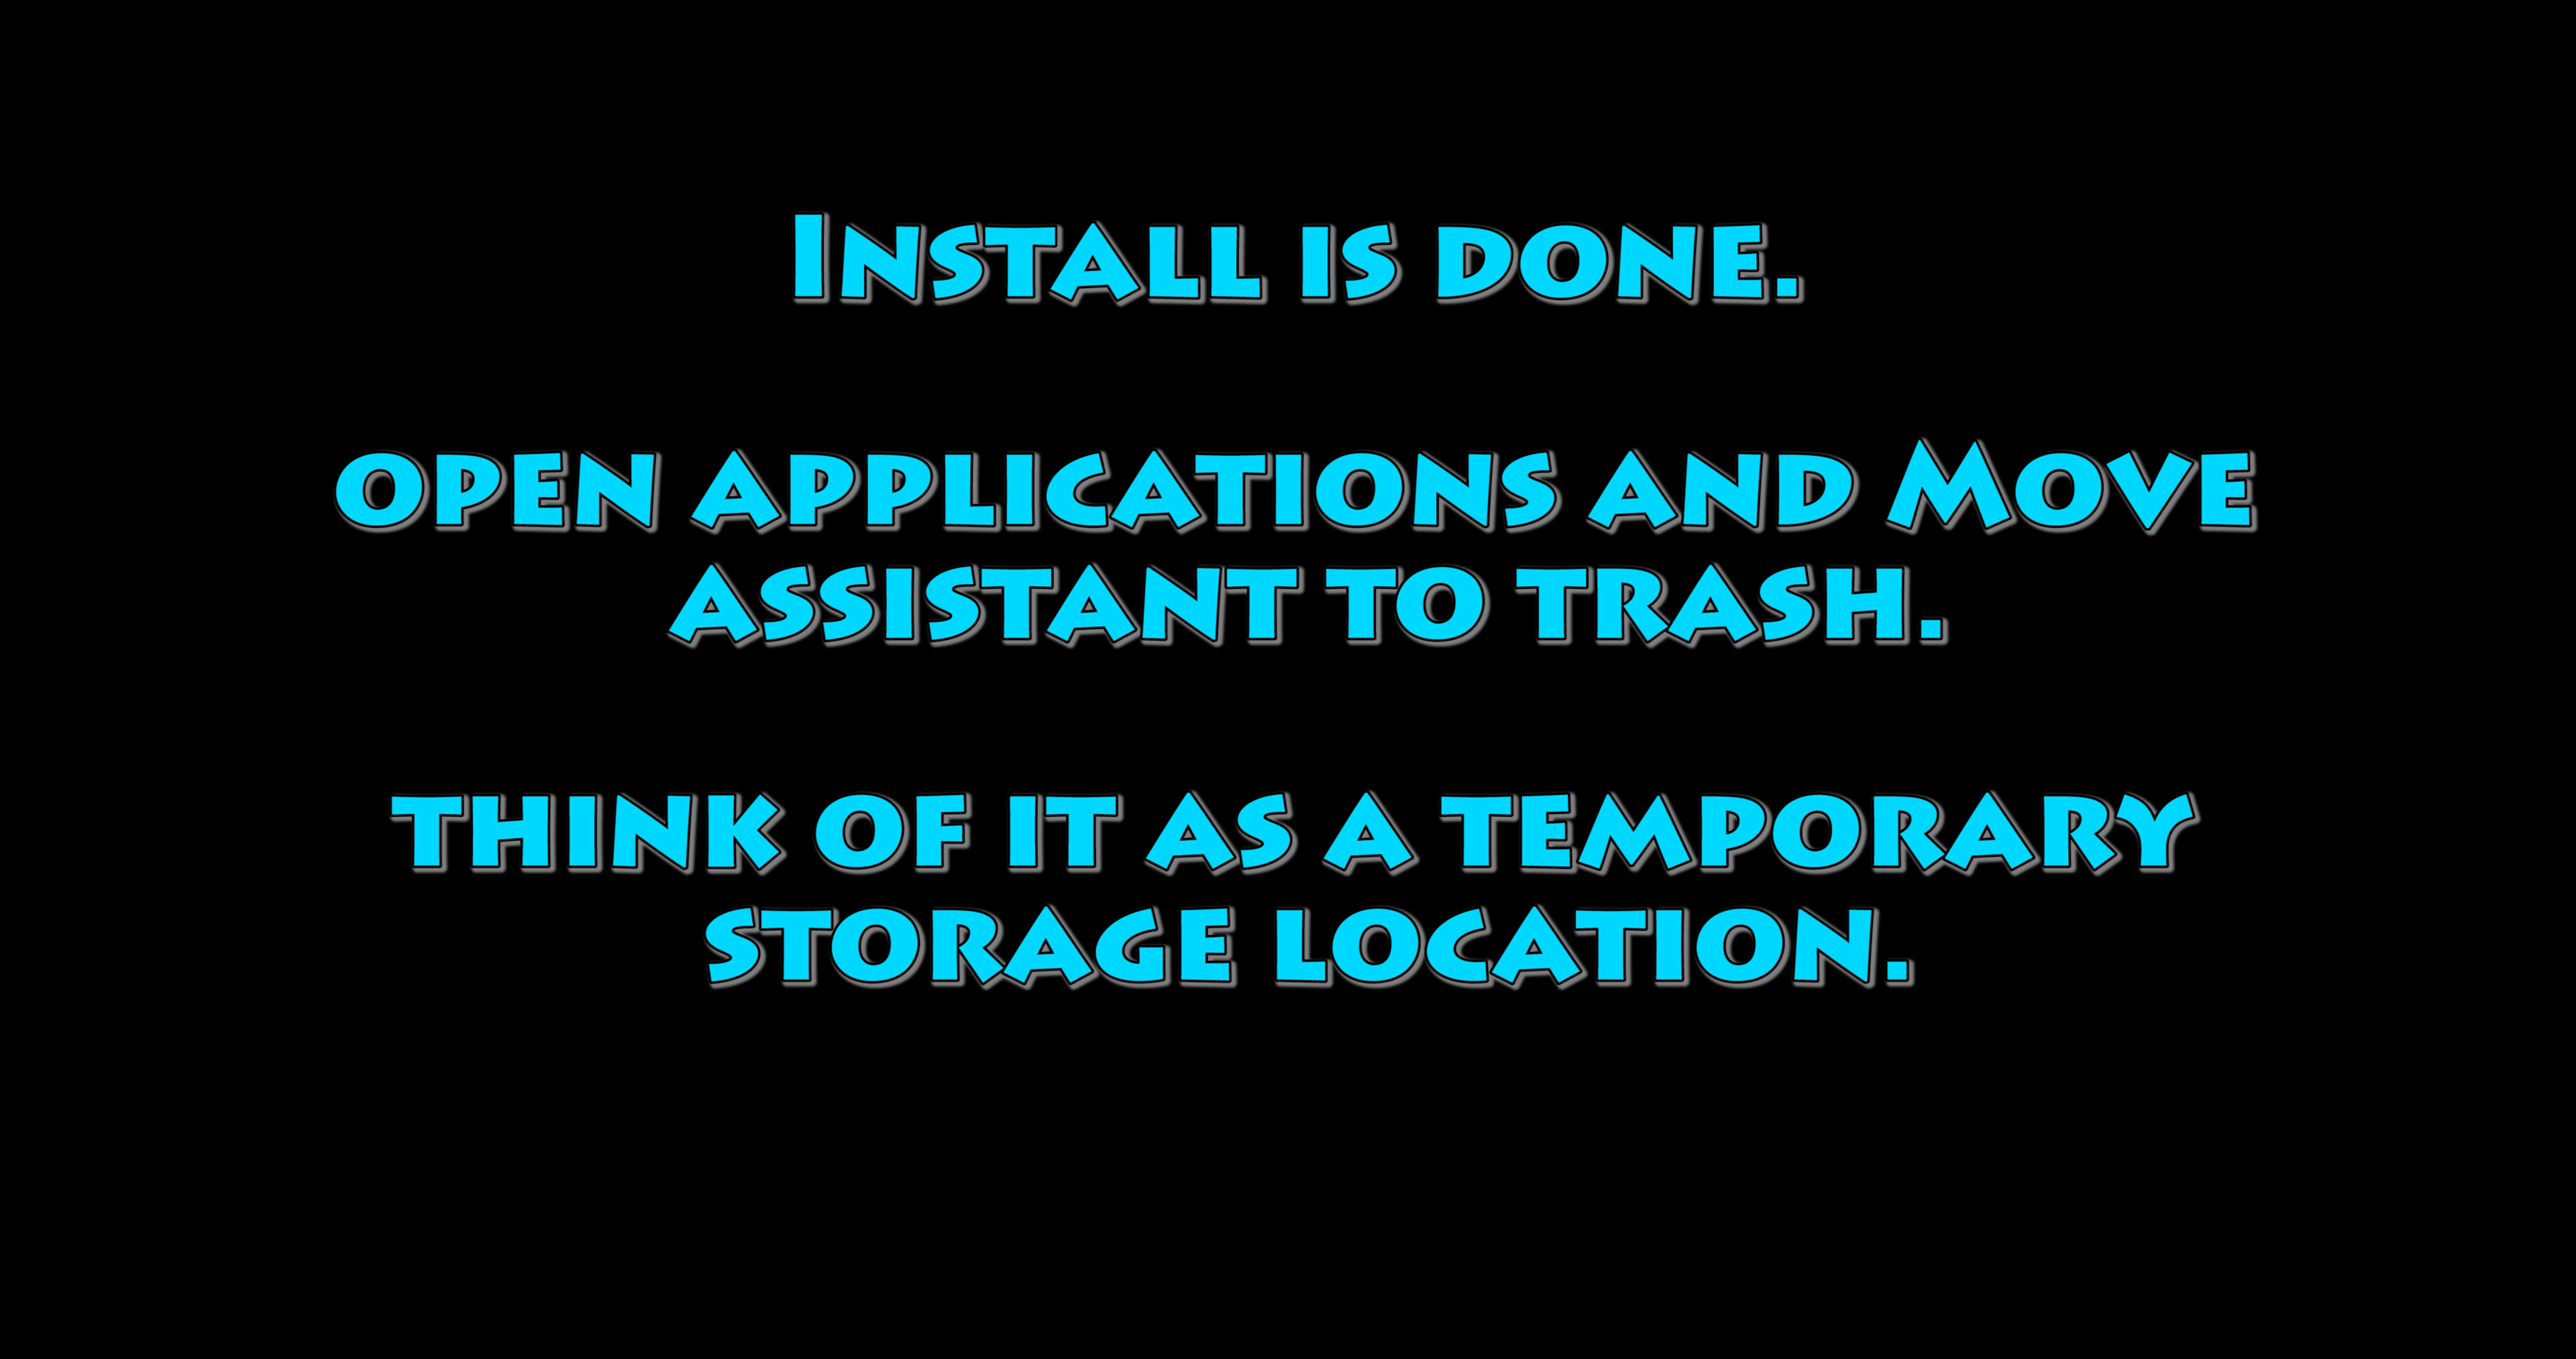 Install is done.
open applications and Move
assistant to trash.
think of it as a temporary
storage location.